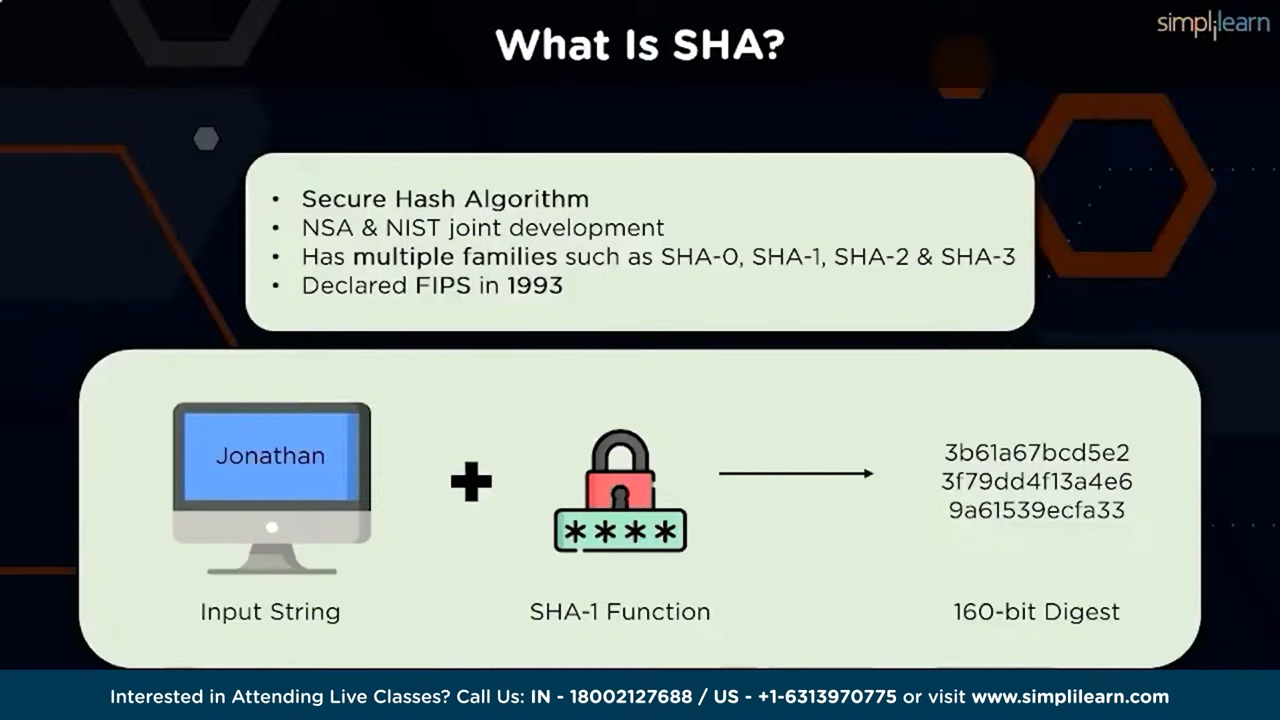 simplilearn
What Is SHA?
• Secure Hash Algorithm
• NSA & NIST joint development
• Has multiple families such as SHA-0, SHA-1, SHA-2 & SHA-3
• Declared FIPS in 1993
Jonathan
****
3b61a67bcd5e2
3f79dd4f13a4e6
9a61539ecfa33
Input String
SHA-1 Function
160-bit Digest
Interested in Attending Live Classes? Call Us: IN - 18002127688 / US - +1-6313970775 or visit www.simplilearn.com